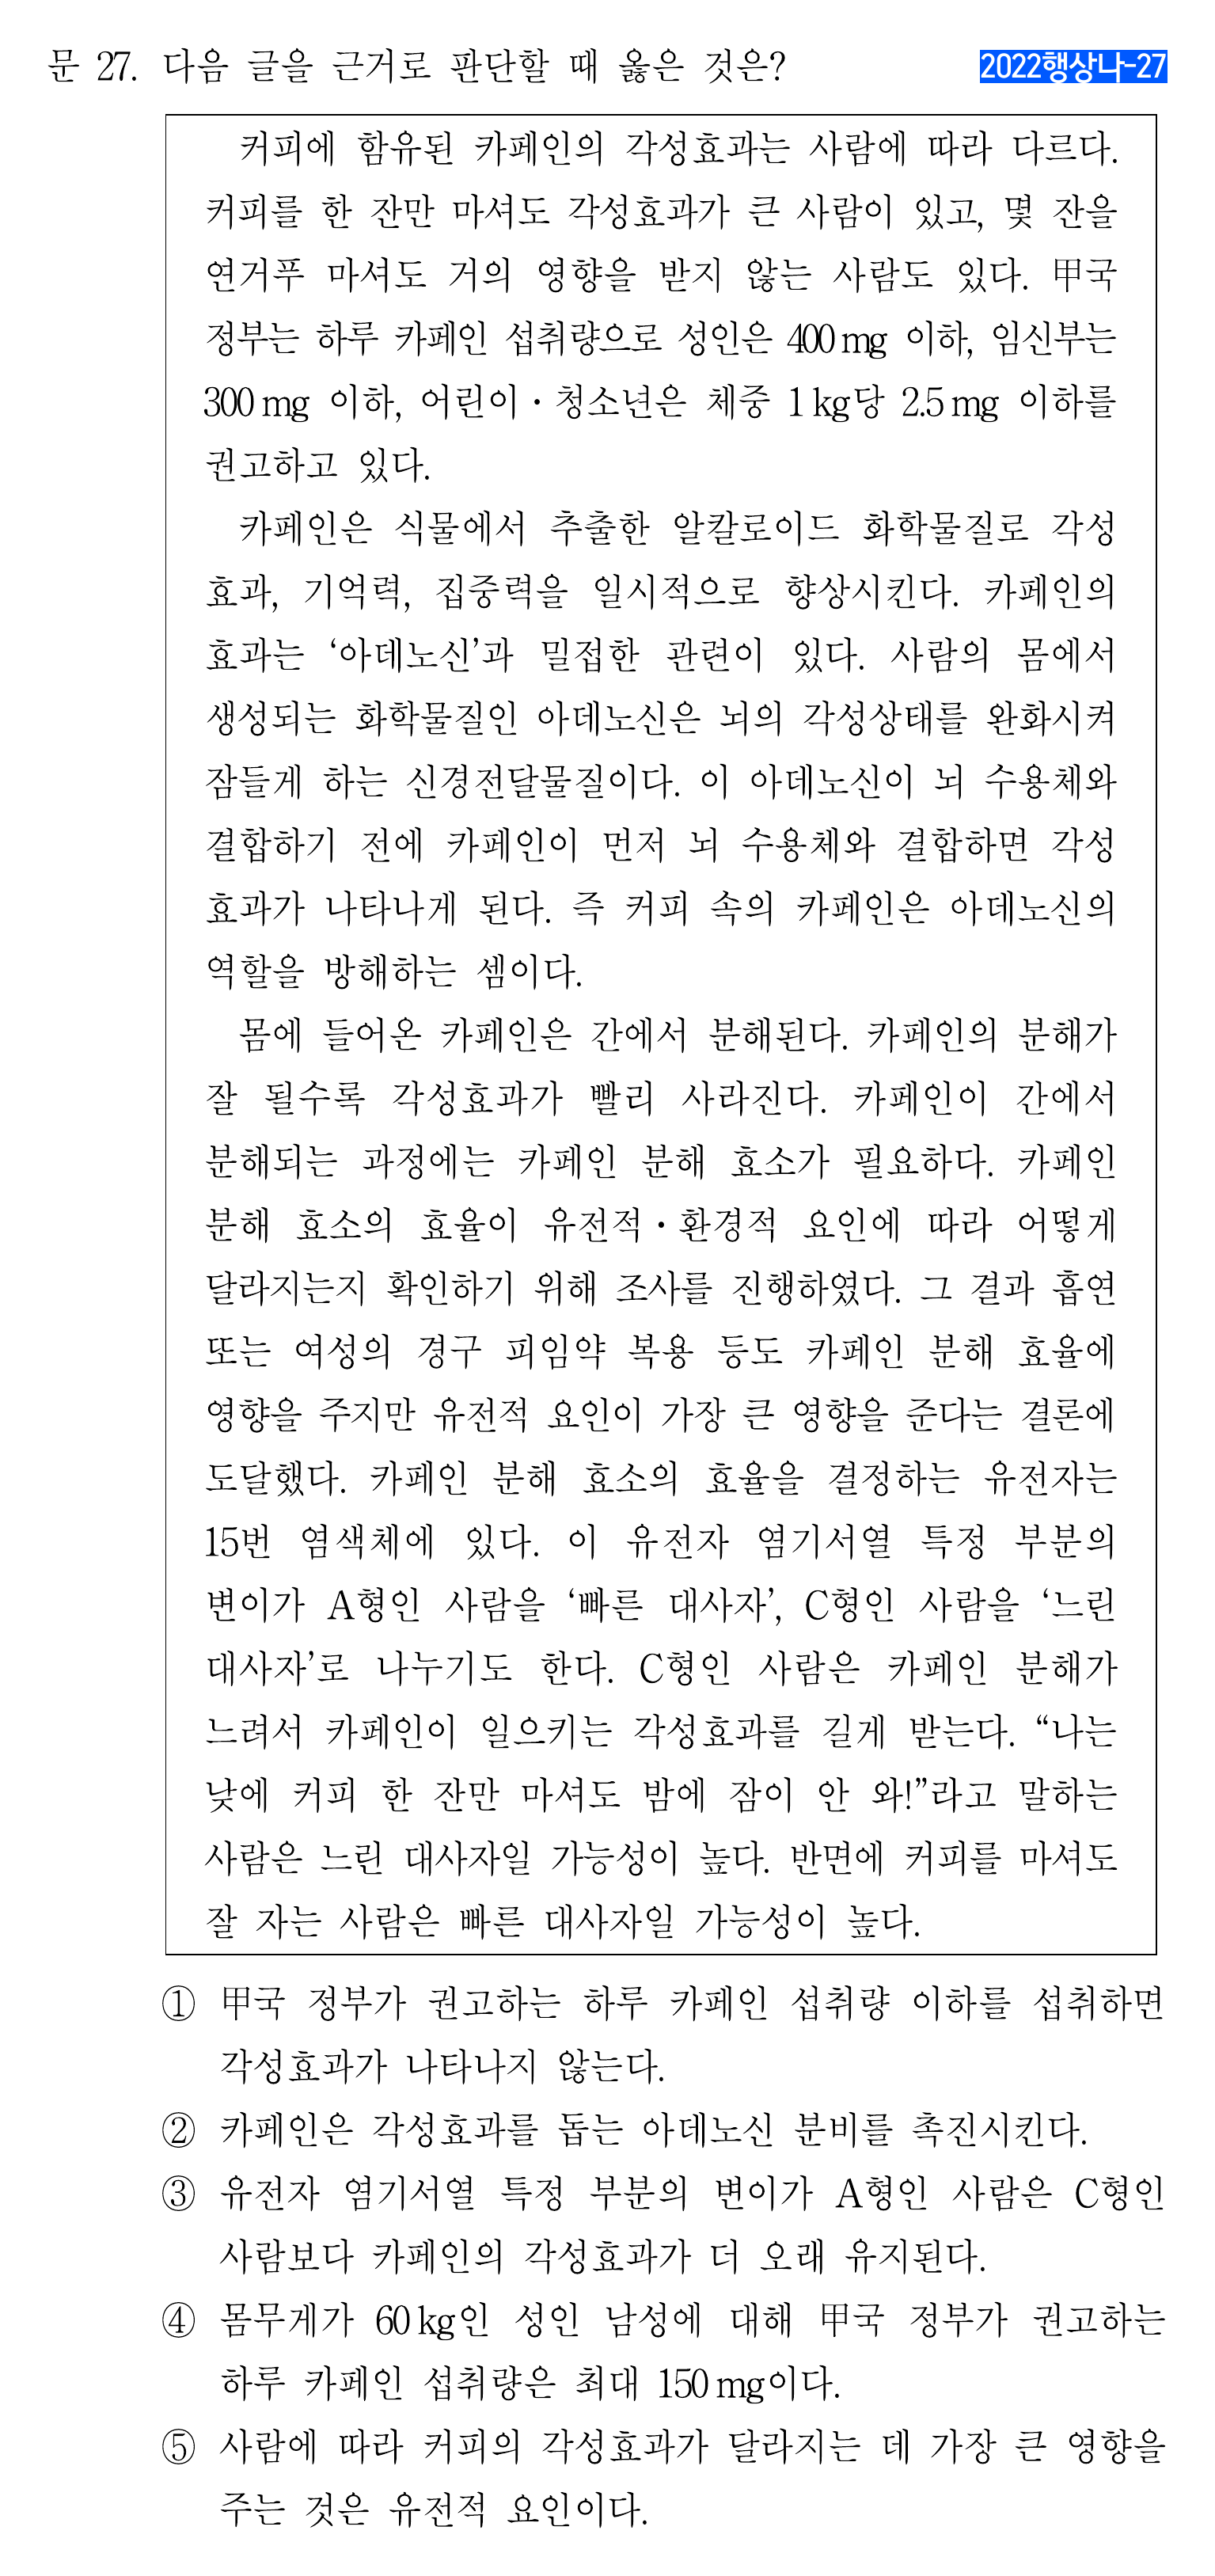 문 27. 다음 글을 근거로 판단할 때 옳은 것은? 2022행상나-27
커피에 함유된 카페인의 각성효과는 사람에 따라 다르다.
커피를 한 잔만 마셔도 각성효과가 큰 사람이 있고, 몇 잔을
연거푸 마셔도 거의 영향을 받지 않는 사람도 있다. 甲국
정부는 하루 카페인 섭취량으로 성인은 400 mg 이하, 임신부는
300 mg 이하, 어린이・청소년은 체중 1 kg당 2.5 mg 이하를
권고하고 있다.
카페인은 식물에서 추출한 알칼로이드 화학물질로 각성
효과, 기억력, 집중력을 일시적으로 향상시킨다. 카페인의
효과는 ‘아데노신’과 밀접한 관련이 있다. 사람의 몸에서
생성되는 화학물질인 아데노신은 뇌의 각성상태를 완화시켜
잠들게 하는 신경전달물질이다. 이 아데노신이 뇌 수용체와
결합하기 전에 카페인이 먼저 뇌 수용체와 결합하면 각성
효과가 나타나게 된다. 즉 커피 속의 카페인은 아데노신의
역할을 방해하는 셈이다.
몸에 들어온 카페인은 간에서 분해된다. 카페인의 분해가
잘 될수록 각성효과가 빨리 사라진다. 카페인이 간에서
분해되는 과정에는 카페인 분해 효소가 필요하다. 카페인
분해 효소의 효율이 유전적・환경적 요인에 따라 어떻게
달라지는지 확인하기 위해 조사를 진행하였다. 그 결과 흡연
또는 여성의 경구 피임약 복용 등도 카페인 분해 효율에
영향을 주지만 유전적 요인이 가장 큰 영향을 준다는 결론에
도달했다. 카페인 분해 효소의 효율을 결정하는 유전자는
15번 염색체에 있다. 이 유전자 염기서열 특정 부분의
변이가 A형인 사람을 ‘빠른 대사자’, C형인 사람을 ‘느린
대사자’로 나누기도 한다. C형인 사람은 카페인 분해가
느려서 카페인이 일으키는 각성효과를 길게 받는다. “나는
낮에 커피 한 잔만 마셔도 밤에 잠이 안 와!”라고 말하는
사람은 느린 대사자일 가능성이 높다. 반면에 커피를 마셔도
잘 자는 사람은 빠른 대사자일 가능성이 높다.
① 甲국 정부가 권고하는 하루 카페인 섭취량 이하를 섭취하면
각성효과가 나타나지 않는다.
② 카페인은 각성효과를 돕는 아데노신 분비를 촉진시킨다.
③ 유전자 염기서열 특정 부분의 변이가 A형인 사람은 C형인
사람보다 카페인의 각성효과가 더 오래 유지된다.
④ 몸무게가 60 kg인 성인 남성에 대해 甲국 정부가 권고하는
하루 카페인 섭취량은 최대 150 mg이다.
⑤ 사람에 따라 커피의 각성효과가 달라지는 데 가장 큰 영향을
주는 것은 유전적 요인이다.